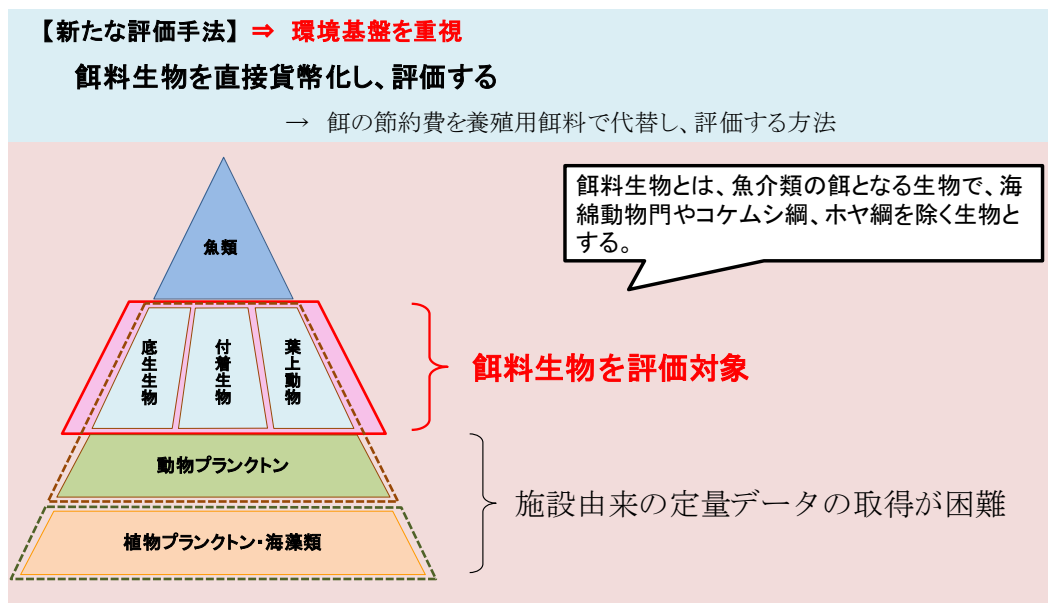 【新たな評価手法】 ⇒ 環境基盤を重視
餌料生物を直接貨幣化し、評価する
→ 餌の節約費を養殖用餌料で代替し、評価する方法
餌料生物とは、魚介類の餌となる生物で、海
綿動物門やコケムシ綱、ホヤ綱を除く生物と
する。
魚類
底生生物
付着生物
葉上動物
餌料生物を評価対象
動物プランクトン
施設由来の定量データの取得が困難
植物プランクトン・海藻類